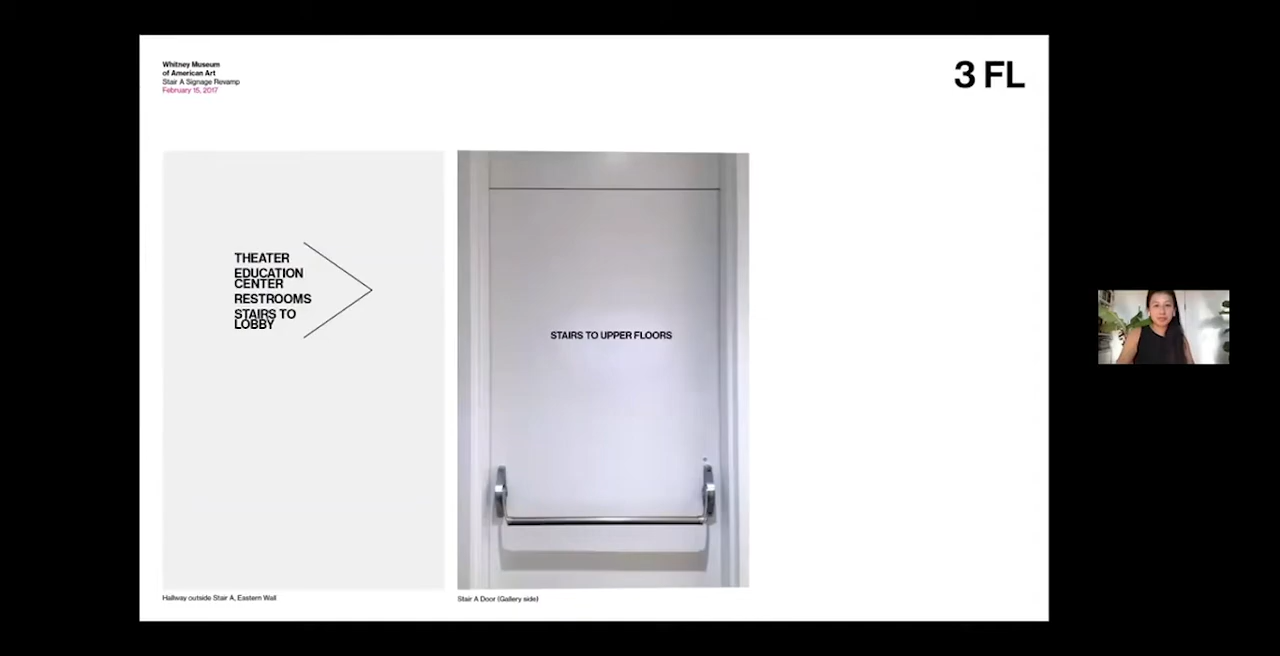 Whitney Museum
of American Art
Stair A Signage Revamp
February 15, 2017
3 FL
THEATER
EDUCATION
CENTER
RESTROOMS
STAIRS TO
LOBBY
STAIRS TO UPPER FLOORS
Hallway outside Stair A, Eastern Wall
Stair A Door (Gallery side)